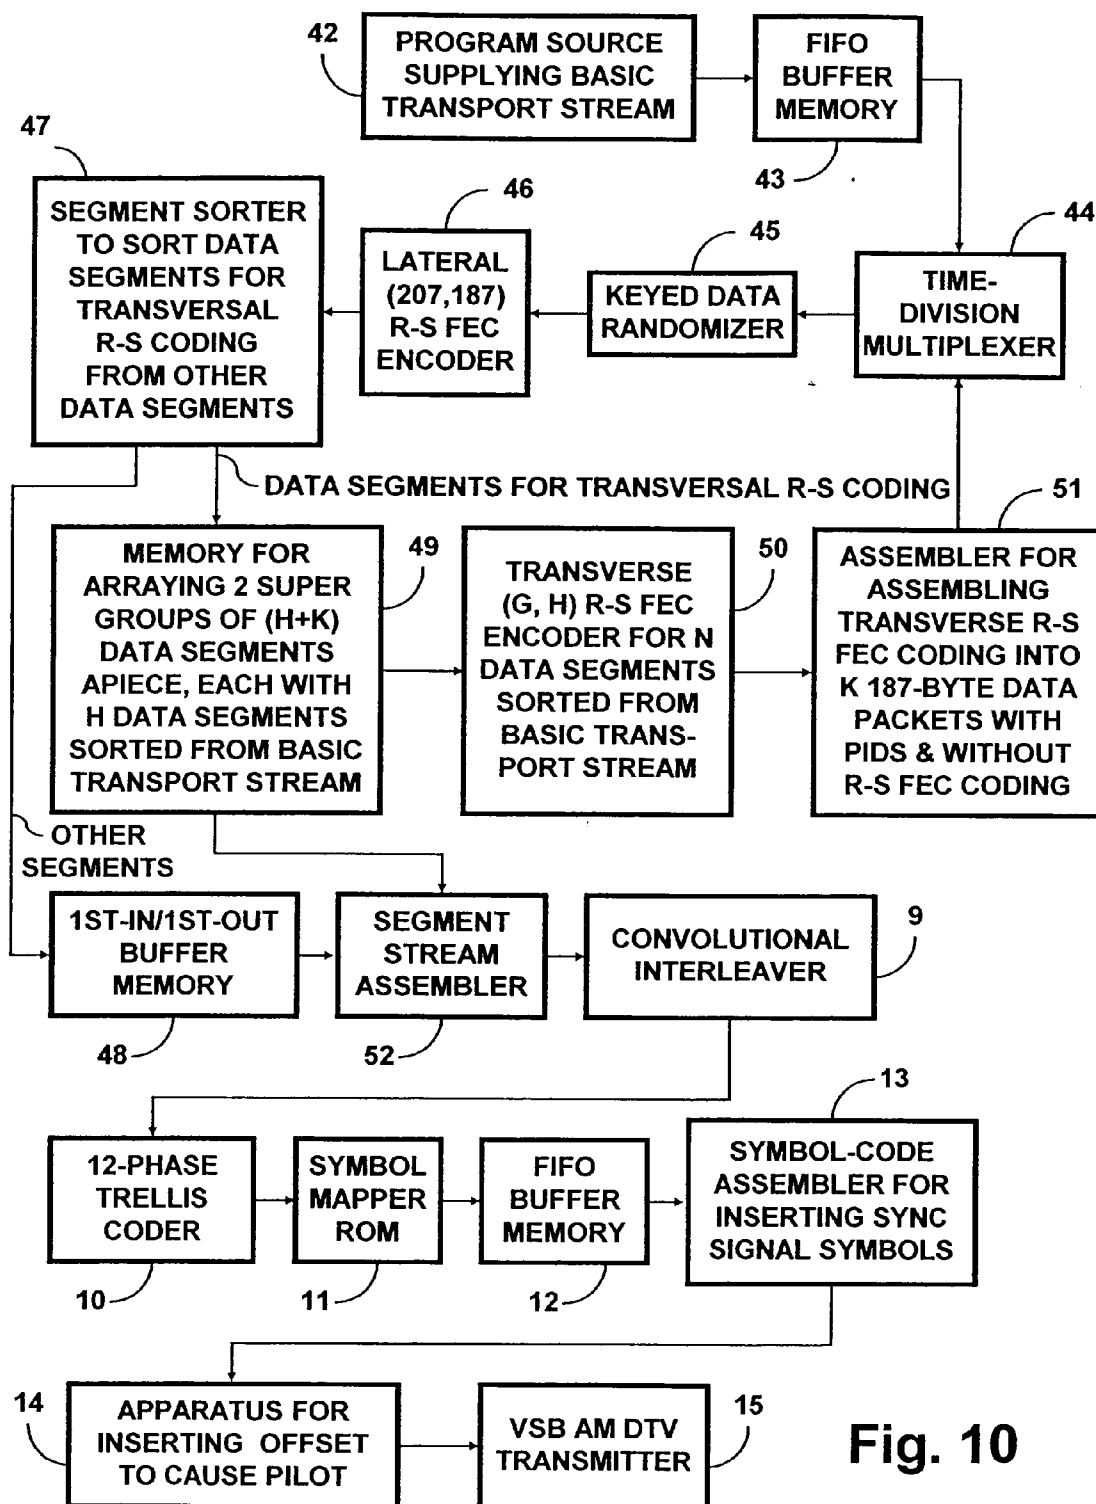 42
PROGRAM SOURCE
SUPPLYING BASIC
TRANSPORT STREAM
FIFO
BUFFER
MEMORY
43
47
SEGMENT SORTER
TO SORT DATA
SEGMENTS FOR
TRANSVERSAL
R-S CODING
FROM OTHER
DATA SEGMENTS
46
LATERAL
(207,187)
R-S FEC
ENCODER
45
KEYED DATA
RANDOMIZER
44
TIME-
DIVISION
MULTIPLEXER
DATA SEGMENTS FOR TRANSVERSAL R-S CODING
MEMORY FOR
ARRAYING 2 SUPER
GROUPS OF (H+K)
DATA SEGMENTS
APIECE, EACH WITH
H DATA SEGMENTS
SORTED FROM BASIC
TRANSPORT STREAM
49
TRANSVERSE
(G, H) R-S FEC
ENCODER FOR N
DATA SEGMENTS
SORTED FROM
BASIC TRANS-
PORT STREAM
50
51
ASSEMBLER FOR
ASSEMBLING
TRANSVERSE R-S
FEC CODING INTO
K 187-BYTE DATA
PACKETS WITH
PIDS & WITHOUT
R-S FEC CODING
OTHER
SEGMENTS
1ST-IN/1ST-OUT
BUFFER
MEMORY
48
SEGMENT
STREAM
ASSEMBLER
52
CONVOLUTIONAL
INTERLEAVER
9
12-PHASE
TRELLIS
CODER
10
SYMBOL
MAPPER
ROM
11
FIFO
BUFFER
MEMORY
12
13
SYMBOL-CODE
ASSEMBLER FOR
INSERTING SYNC
SIGNAL SYMBOLS
14
APPARATUS FOR
INSERTING OFFSET
TO CAUSE PILOT
VSB AM DTV
TRANSMITTER
15
Fig. 10